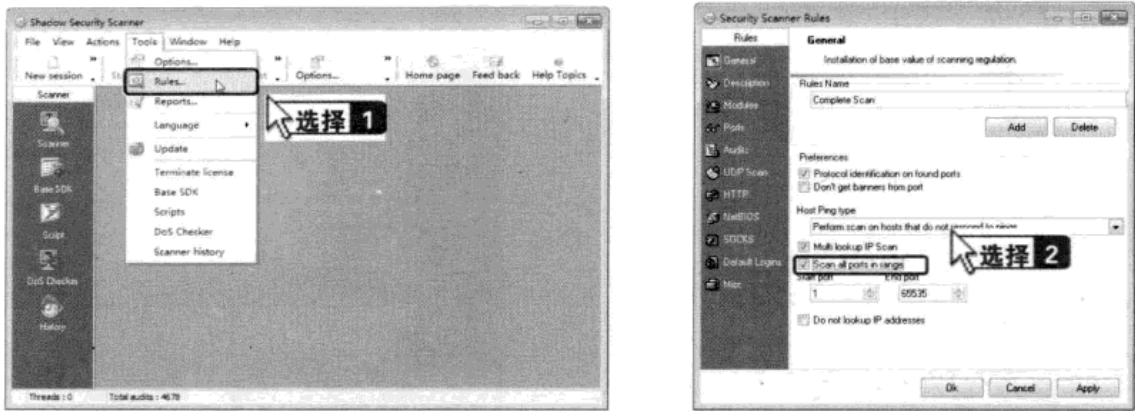 Shadow Security Scanner
File View Actions Tools Window Help
New session
Options...
Home page Feed back Help Topics
Options...
Rules...
Reports...
Language
Update
Terminate license
Base SDK
Scripts
DoS Checker
Scanner history
选择 1
Scanner
Scanner
Base SDK
Script
DoS Checker
History
Threads : 0 Total audits : 4678
Security Scanner Rules
Rules
General
Description
Modules
Ports
Audits
UDP Scan
HTTP
NetBIOS
SOCKS
Default Logins
Misc
General
Installation of base value of scanning regulation.
Rules Name
Complete Scan
Add Delete
Preferences
Protocol identification on found ports
Don't get banners from port
Host Ping type
Perform scan on hosts that do not respond to pings
Multi lookup IP Scan
Scan all ports in range
选择 2
Start port End port
1 65535
Do not lookup IP addresses
Ok Cancel Apply